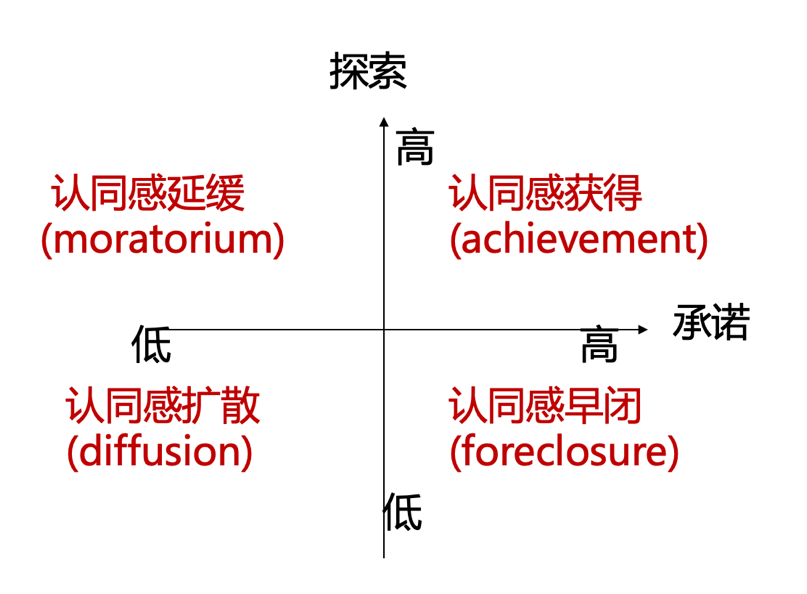 探索
高
认同感延缓
(moratorium)
认同感获得
(achievement)
承诺
低
高
认同感扩散
(diffusion)
认同感早闭
(foreclosure)
低